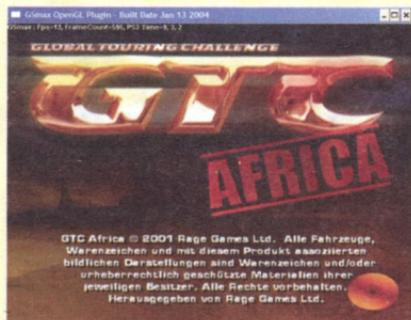 GSmax OpenGL Plugin - Built Date Jan 13 2004
GLOBAL TOURING CHALLENGE
GTC
AFRICA
GTC Africa © 2001 Rage Games Ltd. Alle Fahrzeuge,
Warenzeichen und mit diesem Produkt assoziierten
bildlichen Darstellungen sind Warenzeichen und/oder
urheberrechtlich geschützte Materialien ihrer
jeweiligen Besitzer. Alle Rechte vorbehalten.
Herausgegeben von Rage Games Ltd.